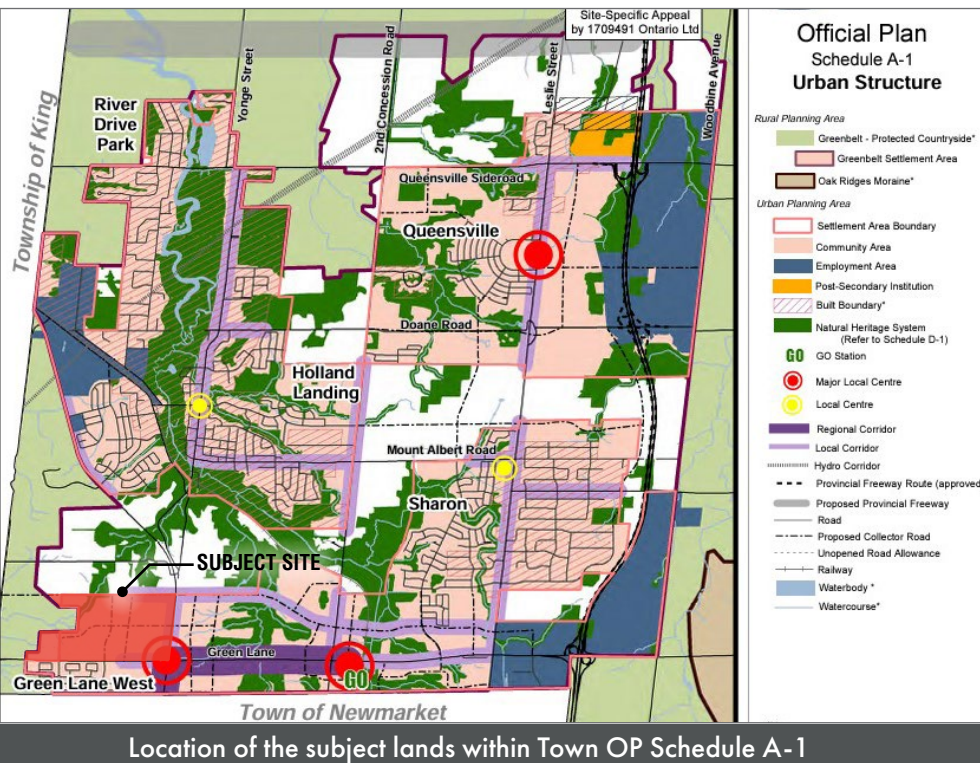 Site-Specific Appeal
by 1709491 Ontario Ltd
Township of King
River
Drive
Park
Yonge Street
2nd Concession Road
Leslie Street
Woodbine Avenue
Queensville Sideroad
Queensville
Doane Road
Holland
Landing
Mount Albert Road
Sharon
SUBJECT SITE
Green Lane
Green Lane West
GO
Town of Newmarket
Official Plan
Schedule A-1
Urban Structure
Rural Planning Area
Greenbelt - Protected Countryside*
Greenbelt Settlement Area
Oak Ridges Moraine*
Urban Planning Area
Settlement Area Boundary
Community Area
Employment Area
Post-Secondary Institution
Built Boundary*
Natural Heritage System
(Refer to Schedule D-1)
GO GO Station
Major Local Centre
Local Centre
Regional Corridor
Local Corridor
Hydro Corridor
Provincial Freeway Route (approved
Proposed Provincial Freeway
Road
Proposed Collector Road
Unopened Road Allowance
Railway
Waterbody *
Watercourse*
Location of the subject lands within Town OP Schedule A-1